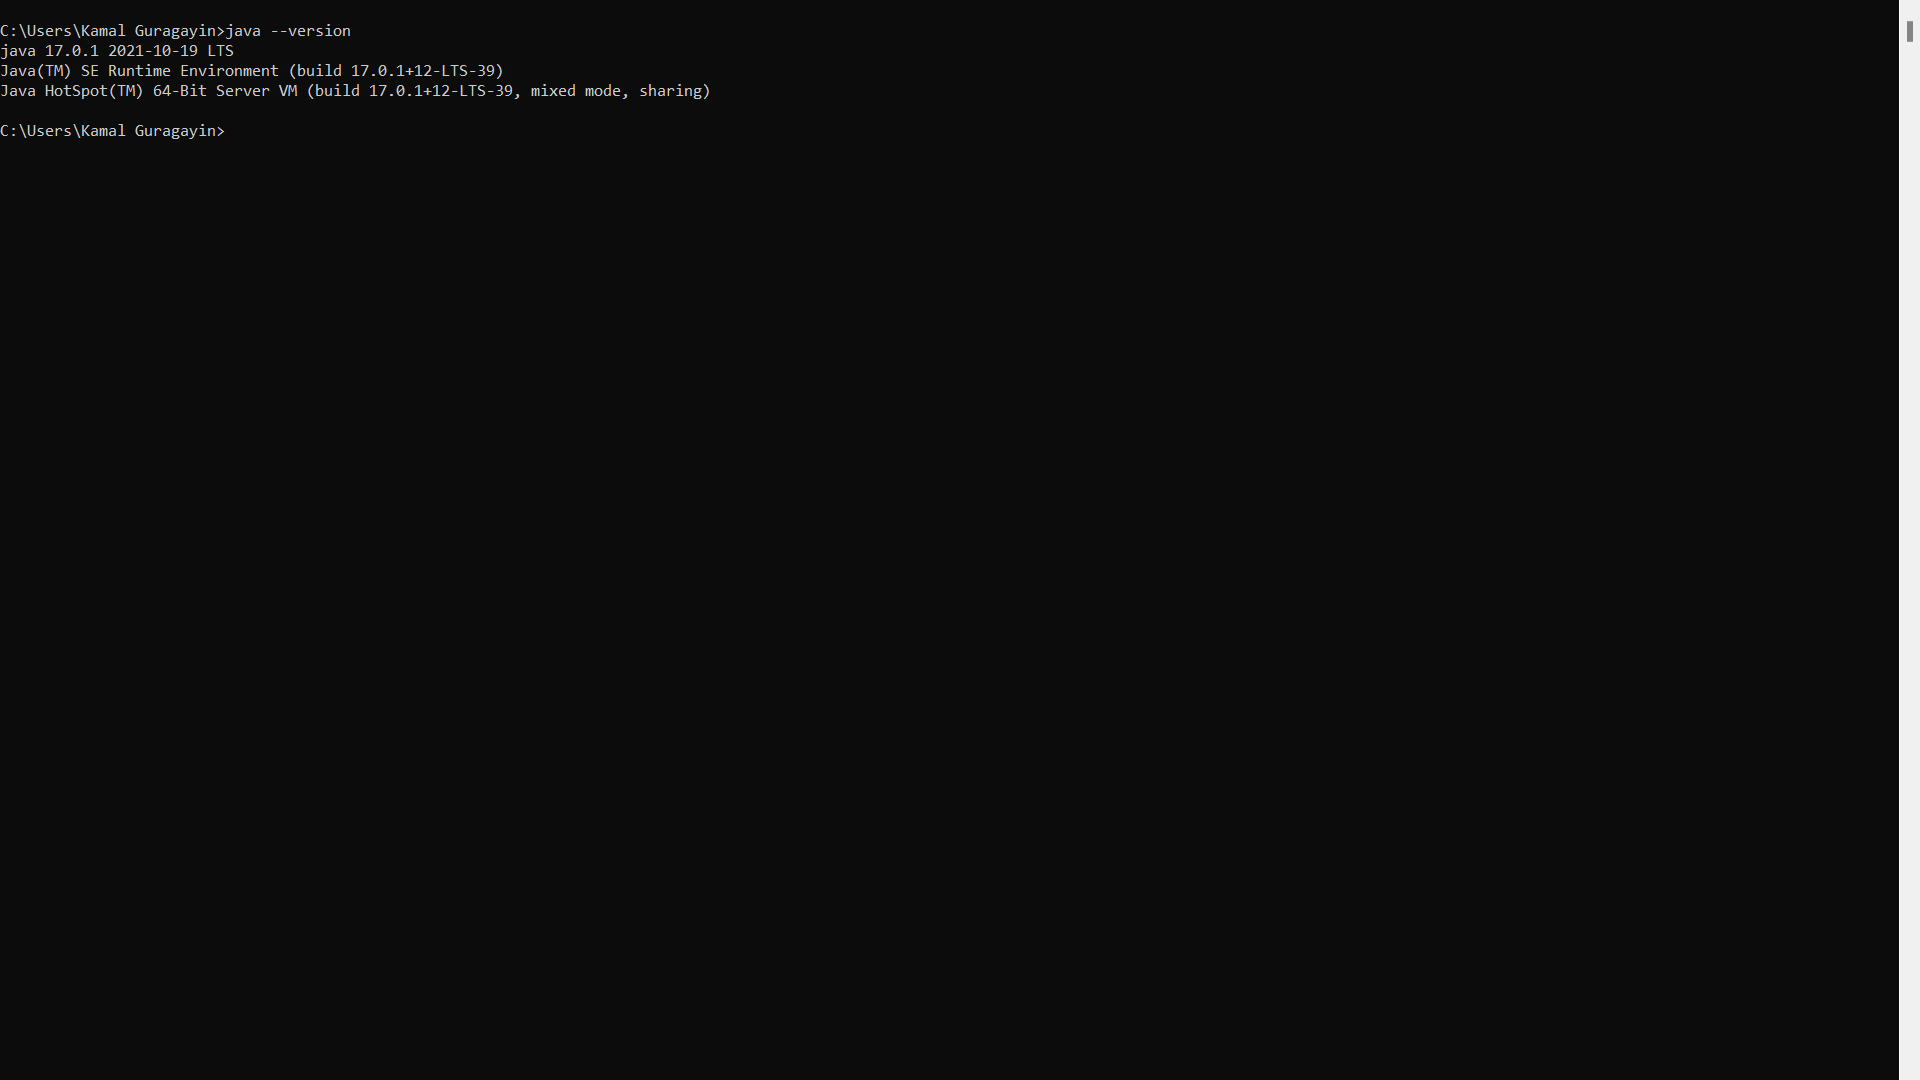 C:\Users\Kamal Guragayin>java --version
java 17.0.1 2021-10-19 LTS
Java(TM) SE Runtime Environment (build 17.0.1+12-LTS-39)
Java HotSpot(TM) 64-Bit Server VM (build 17.0.1+12-LTS-39, mixed mode, sharing)
C:\Users\Kamal Guragayin>